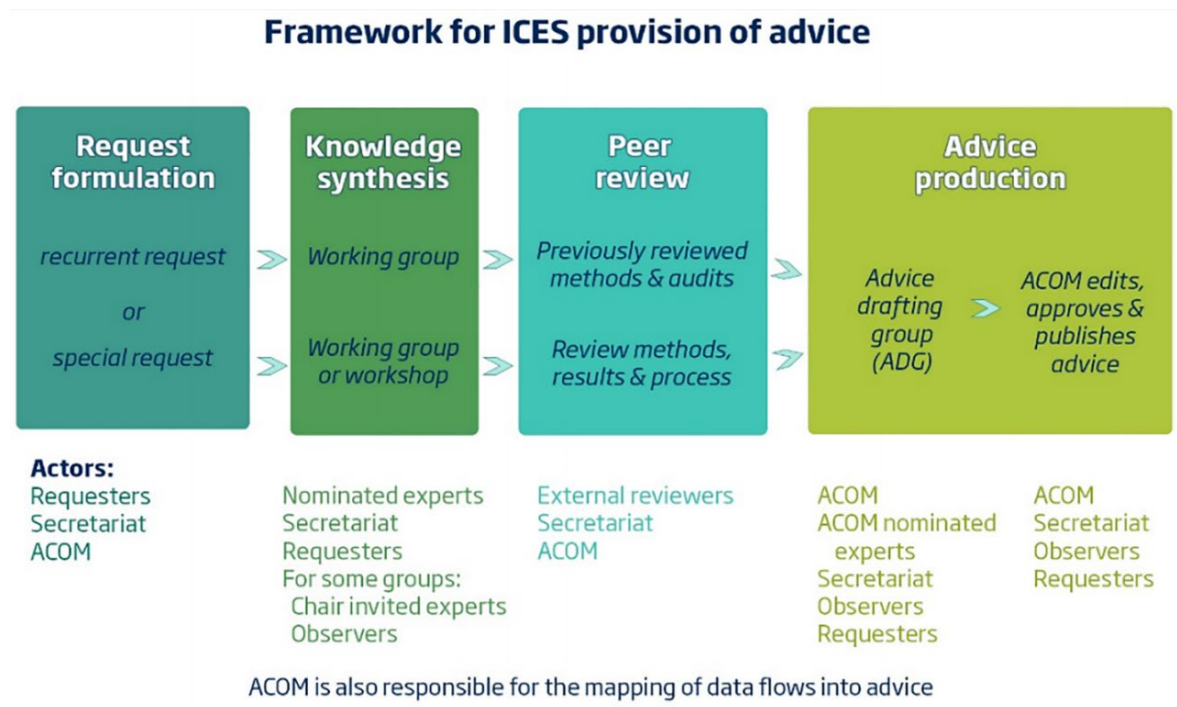 Framework for ICES provision of advice
Request
formulation
recurrent request
or
special request
Knowledge
synthesis
Working group
Working group
or workshop
Peer
review
Previously reviewed
methods & audits
Review methods,
results & process
Advice
production
Advice
drafting
group
(ADG)
ACOM edits,
approves &
publishes
advice
Actors:
Requesters
Secretariat
ACOM
Nominated experts
Secretariat
Requesters
For some groups:
Chair invited experts
Observers
External reviewers
Secretariat
ACOM
ACOM
ACOM nominated
experts
Secretariat
Observers
Requesters
ACOM
Secretariat
Observers
Requesters
ACOM is also responsible for the mapping of data flows into advice